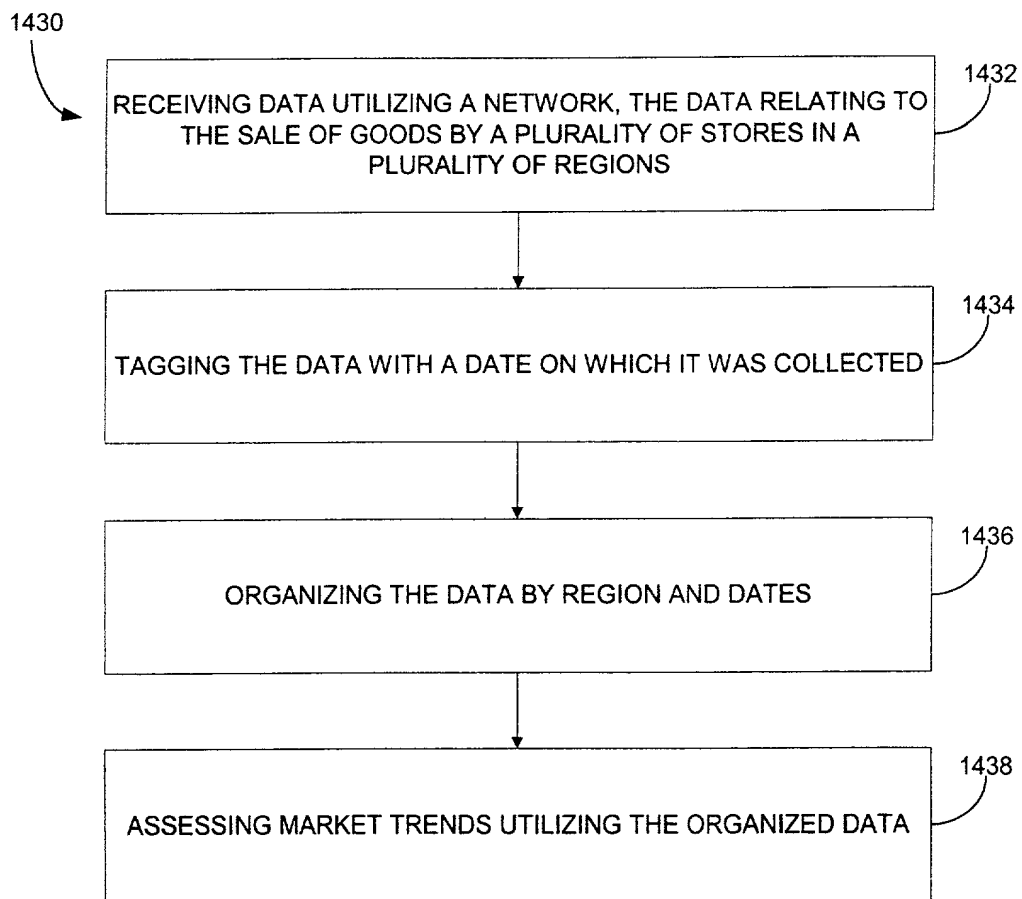 1430
1432
RECEIVING DATA UTILIZING A NETWORK, THE DATA RELATING TO
THE SALE OF GOODS BY A PLURALITY OF STORES IN A
PLURALITY OF REGIONS
1434
TAGGING THE DATA WITH A DATE ON WHICH IT WAS COLLECTED
1436
ORGANIZING THE DATA BY REGION AND DATES
1438
ASSESSING MARKET TRENDS UTILIZING THE ORGANIZED DATA